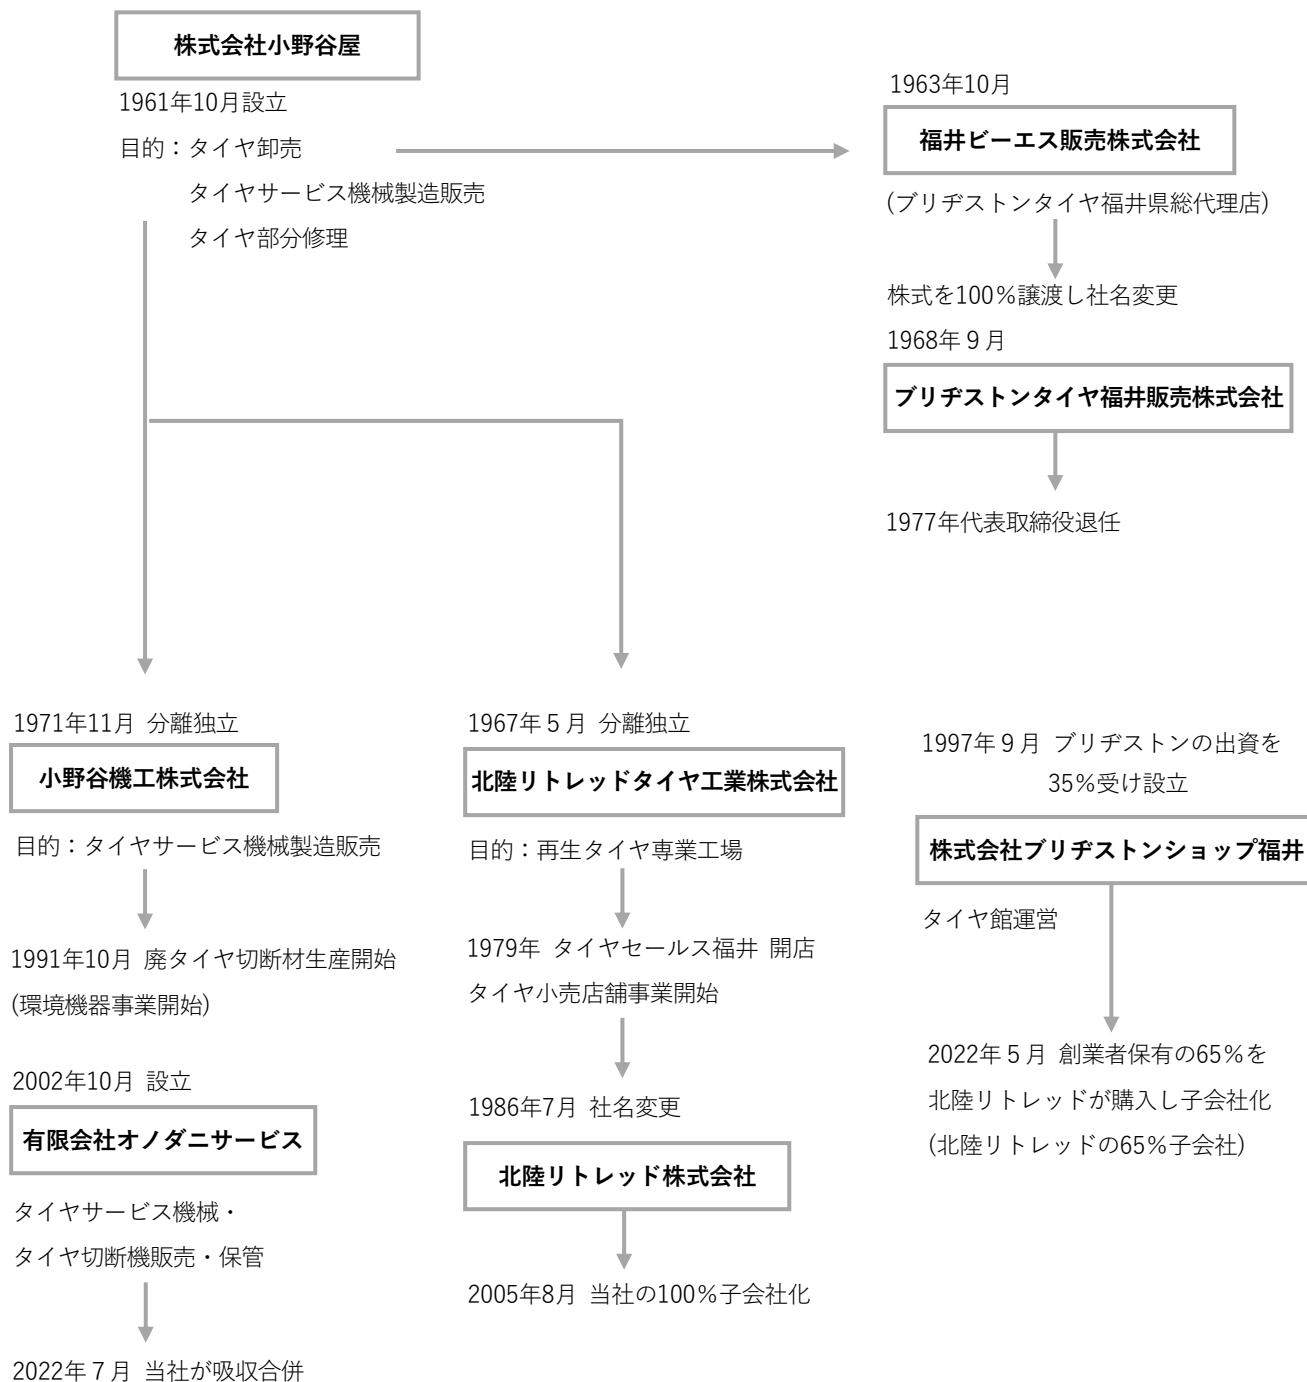 株式会社小野谷屋
1961年10月設立
目的：タイヤ卸売
タイヤサービス機械製造販売
タイヤ部分修理
1963年10月
福井ビーエス販売株式会社
(ブリヂストンタイヤ福井県総代理店)
株式を100%譲渡し社名変更
1968年９月
ブリヂストンタイヤ福井販売株式会社
1977年代表取締役退任
1971年11月 分離独立
小野谷機工株式会社
目的：タイヤサービス機械製造販売
1991年10月 廃タイヤ切断材生産開始
(環境機器事業開始)
2002年10月 設立
有限会社オノダニサービス
タイヤサービス機械・
タイヤ切断機販売・保管
2022年７月 当社が吸収合併
1967年５月 分離独立
北陸リトレッドタイヤ工業株式会社
目的：再生タイヤ専業工場
1979年 タイヤセールス福井 開店
タイヤ小売店舗事業開始
1986年7月 社名変更
北陸リトレッド株式会社
2005年8月 当社の100%子会社化
1997年９月 ブリヂストンの出資を
35%受け設立
株式会社ブリヂストンショップ福井
タイヤ館運営
2022年５月 創業者保有の65%を
北陸リトレッドが購入し子会社化
(北陸リトレッドの65%子会社)